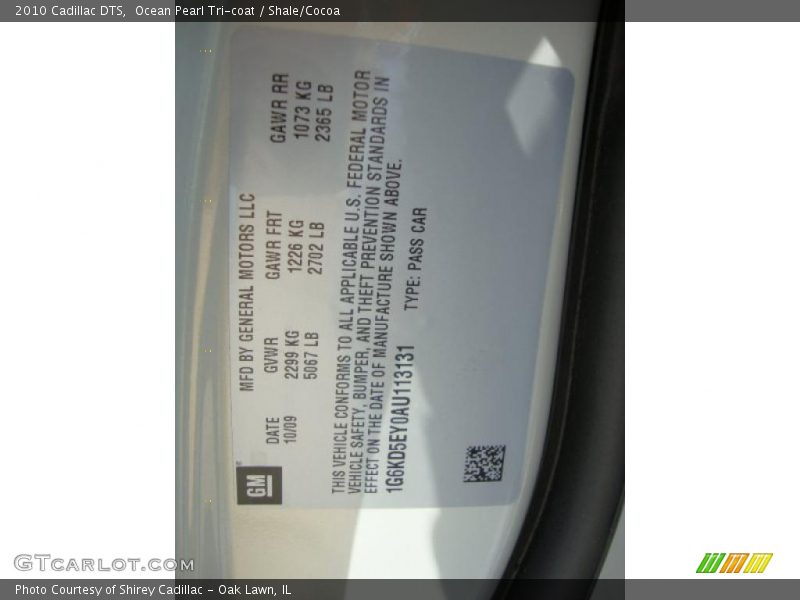 2010 Cadillac DTS,  Ocean Pearl Tri-coat / Shale/Cocoa
MFD BY GENERAL MOTORS LLC
DATE GVWR GAWR FRT GAWR RR
10/09 2299 KG 1226 KG 1073 KG
5067 LB 2702 LB 2365 LB
THIS VEHICLE CONFORMS TO ALL APPLICABLE U.S. FEDERAL MOTOR
VEHICLE SAFETY, BUMPER, AND THEFT PREVENTION STANDARDS IN
EFFECT ON THE DATE OF MANUFACTURE SHOWN ABOVE.
1G6KD5EY0AU113131 TYPE: PASS CAR
GM
GTcarlot.com
Photo Courtesy of Shirey Cadillac - Oak Lawn, IL